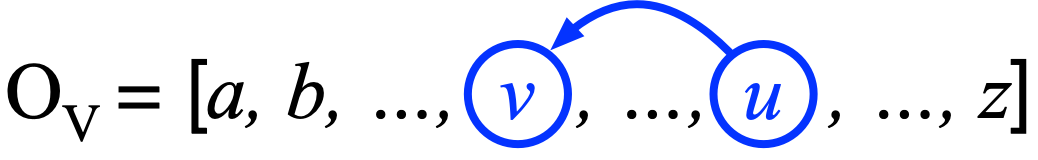 O_V = [a, b, ..., v, ..., u, ..., z]